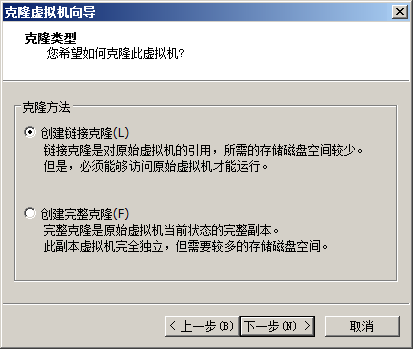 克隆虚拟机向导
克隆类型
您希望如何克隆此虚拟机?
克隆方法
创建链接克隆(L)
链接克隆是对原始虚拟机的引用，所需的存储磁盘空间较少。
但是，必须能够访问原始虚拟机才能运行。
创建完整克隆(F)
完整克隆是原始虚拟机当前状态的完整副本。
此副本虚拟机完全独立，但需要较多的存储磁盘空间。
< 上一步(B) 下一步(N) > 取消